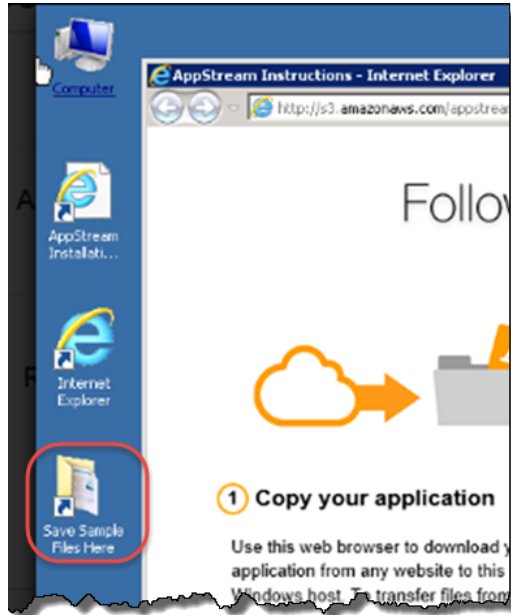 Computer
AppStream Instructions - Internet Explorer
http://s3.amazonaws.com/appstrear
AppStream
Installati...
Follo
Internet
Explorer
Save Sample
Files Here
1 Copy your application
Use this web browser to download
application from any website to this
Windows host. To transfer files from